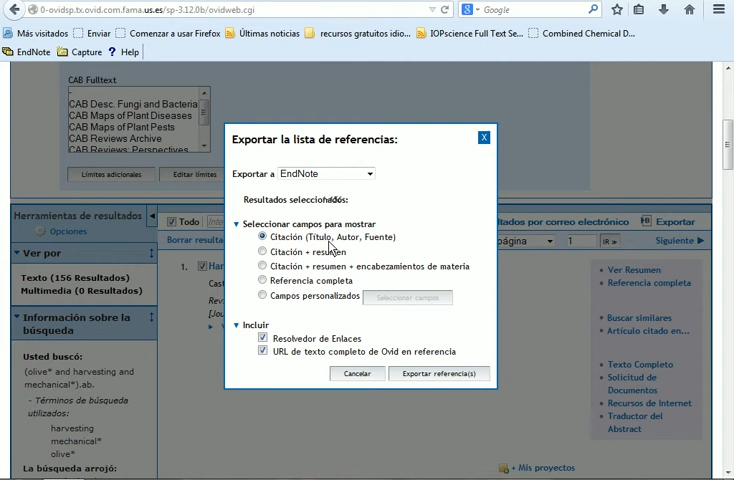 0-ovidsp.tx.ovid.com.fama.us.es/sp-3.12.0b/ovidweb.cgi
Google
Más visitados Enviar Comenzar a usar Firefox Últimas noticias recursos gratuitos idio... IOPscience Full Text Se... Combined Chemical D...
EndNote Capture Help
CAB Fulltext
-
CAB Desc. Fungi and Bacteria
CAB Maps of Plant Diseases
CAB Maps of Plant Pests
CAB Reviews Archive
CAB Reviews: Perspectives
Límites adicionales Editar límites
Exportar la lista de referencias:
X
Exportar a EndNote
Resultados seleccionados:
Seleccionar campos para mostrar
Citación (Título, Autor, Fuente)
Citación + resumen
Citación + resumen + encabezamientos de materia
Referencia completa
Campos personalizados Seleccionar campos
Incluir
Resolvedor de Enlaces
URL de texto completo de Ovid en referencia
Cancelar Exportar referencia(s)
Herramientas de resultados
Opciones
Ver por
Texto (156 Resultados)
Multimedia (0 Resultados)
Información sobre la
búsqueda
Usted buscó:
(olive* and harvesting and
mechanical*).ab.
- Términos de búsqueda
utilizados:
harvesting
mechanical*
olive*
La búsqueda arrojó:
Todo
ltados por correo electrónico Exportar
Borrar resulta
página 1 IR » Siguiente
1. Har
Cast
Revi
[Jou
Ver Resumen
Referencia completa
Buscar similares
Artículo citado en...
Texto Completo
Solicitud de
Documentos
Recursos de Internet
Traductor del
Abstract
+ Mis proyectos